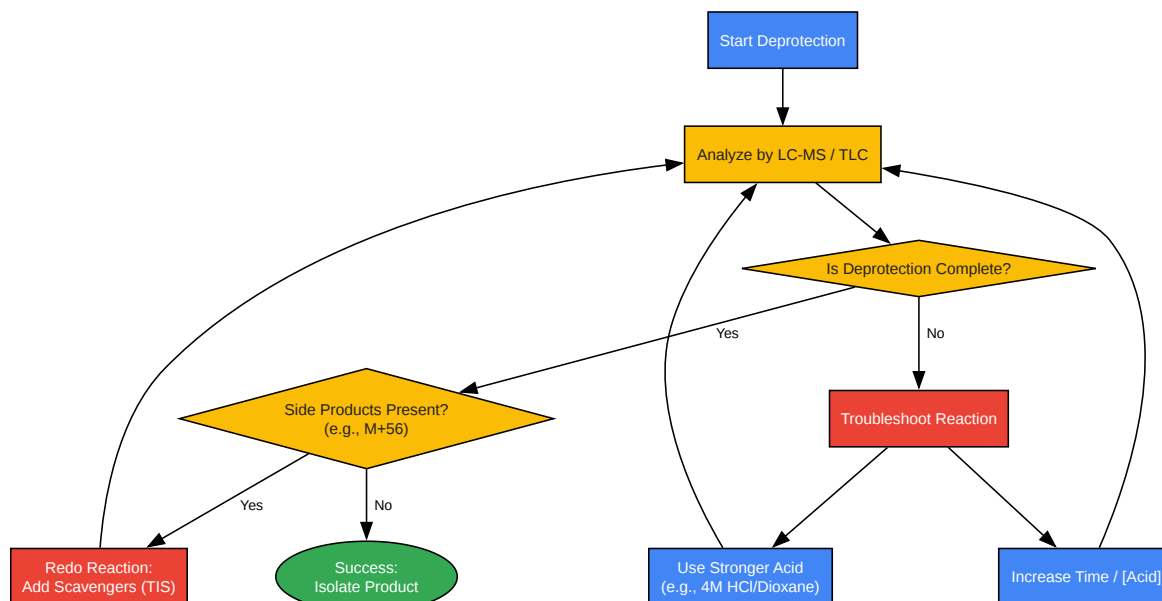 Start Deprotection
Analyze by LC-MS / TLC
Is Deprotection Complete?
Yes
No
Side Products Present?
(e.g., M+56)
Troubleshoot Reaction
Yes
No
Redo Reaction:
Add Scavengers (TIS)
Success:
Isolate Product
Use Stronger Acid
(e.g., 4M HCl/Dioxane)
Increase Time / [Acid]